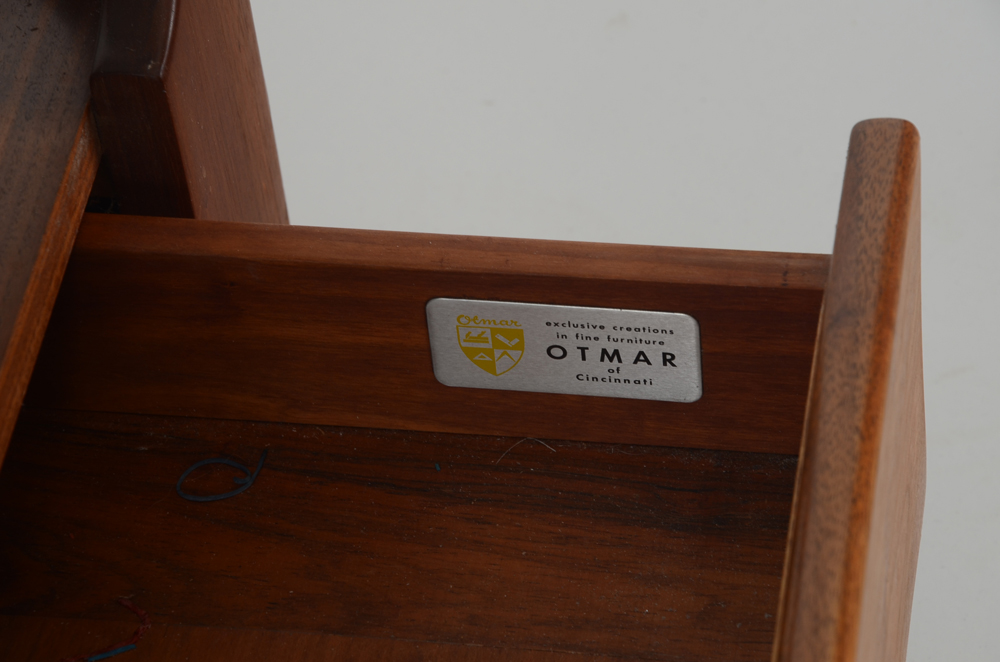 Otmar
exclusive creations
in fine furniture
OTMAR
of
Cincinnati